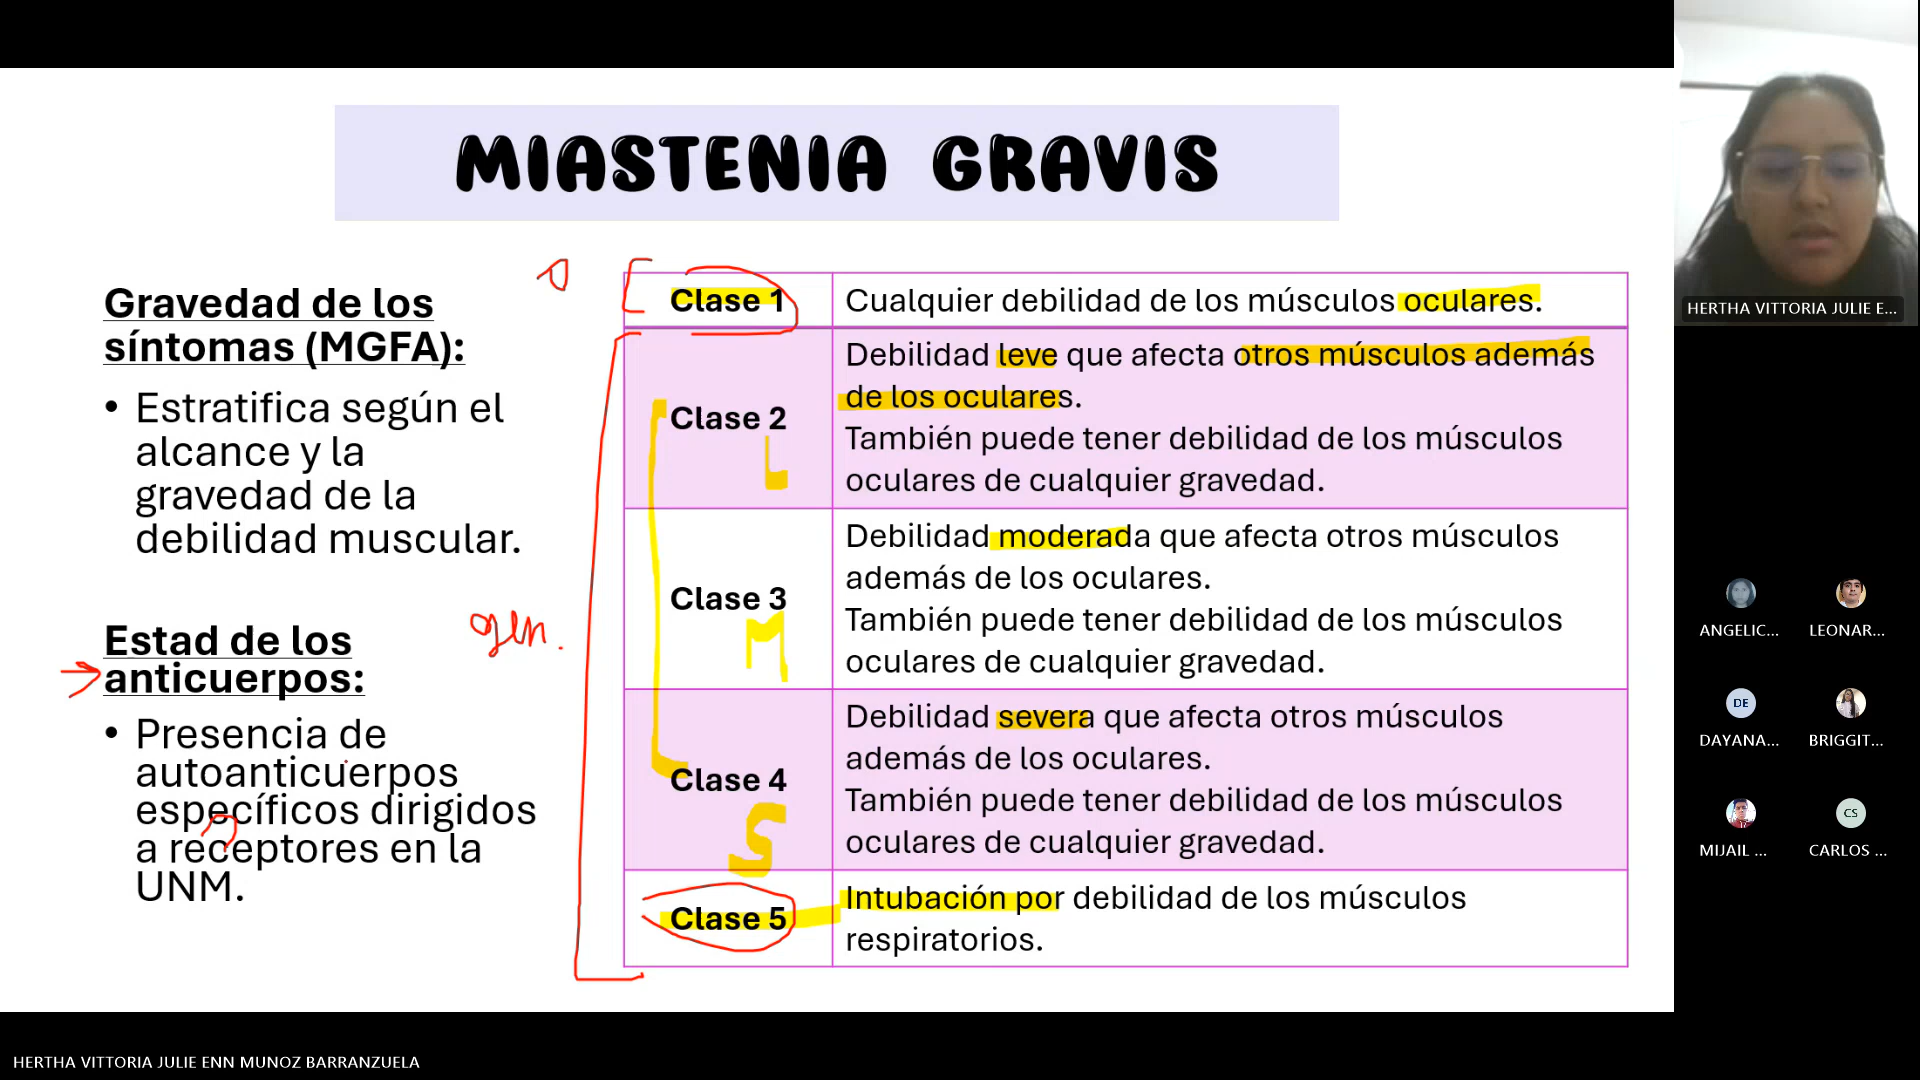 MIASTENIA GRAVIS
Gravedad de los
síntomas (MGFA):
• Estratifica según el
alcance y la
gravedad de la
debilidad muscular.
Estad de los
anticuerpos:
• Presencia de
autoanticuerpos
específicos dirigidos
a receptores en la
UNM.
O
gen.
Clase 1
Cualquier debilidad de los músculos oculares.
Clase 2
L
Debilidad leve que afecta otros músculos además
de los oculares.
También puede tener debilidad de los músculos
oculares de cualquier gravedad.
Clase 3
M
Debilidad moderada que afecta otros músculos
además de los oculares.
También puede tener debilidad de los músculos
oculares de cualquier gravedad.
Clase 4
S
Debilidad severa que afecta otros músculos
además de los oculares.
También puede tener debilidad de los músculos
oculares de cualquier gravedad.
Clase 5
Intubación por debilidad de los músculos
respiratorios.
HERTHA VITTORIA JULIE E...
ANGELIC...
LEONAR...
DE
DAYANA...
BRIGGIT...
MIJAIL ...
CS
CARLOS ...
HERTHA VITTORIA JULIE ENN MUNOZ BARRANZUELA